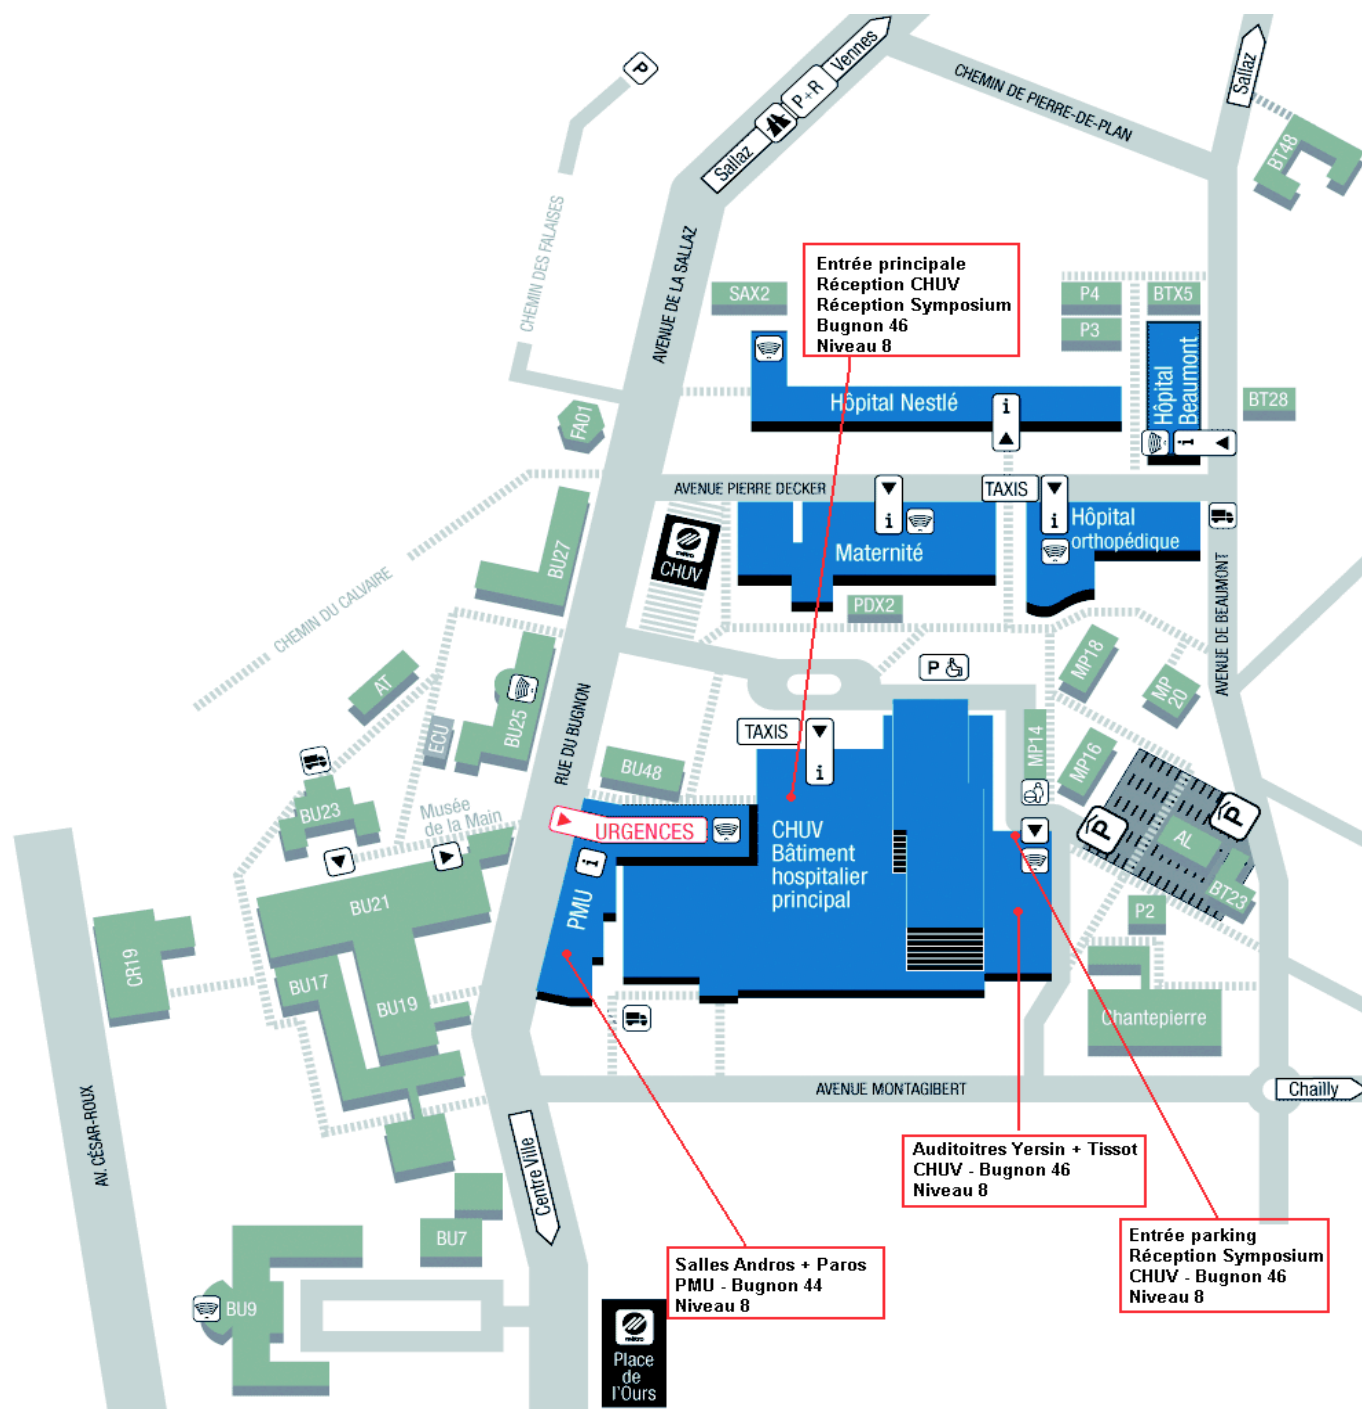 P
Vennes
P+R
Sallaz
CHEMIN DE PIERRE-DE-PLAN
Sallaz
BT48
CHEMIN DES FALAISES
AVENUE DE LA SALLAZ
Entrée principale
Réception CHUV
Réception Symposium
Bugnon 46
Niveau 8
SAX2
P4
BTX5
P3
Hôpital
Beaumont
Hôpital Nestlé
i
BT28
FA01
i
AVENUE PIERRE DECKER
TAXIS
i
i
Hôpital
orthopédique
Maternité
métro
CHUV
BU27
CHEMIN DU CALVAIRE
PDX2
AVENUE DE BEAUMONT
MP18
MP
20
AT
BU25
ECU
P
RUE DU BUGNON
TAXIS
i
MP14
MP16
BU48
BU23
Musée
de la Main
URGENCES
CHUV
Bâtiment
hospitalier
principal
P
P
AL
BT23
i
PMU
BU21
P2
CR19
BU17
BU19
Chantepierre
AVENUE MONTAGIBERT
Chailly
AV. CÉSAR-ROUX
Centre Ville
Auditoitres Yersin + Tissot
CHUV - Bugnon 46
Niveau 8
Entrée parking
Réception Symposium
CHUV - Bugnon 46
Niveau 8
Salles Andros + Paros
PMU - Bugnon 44
Niveau 8
BU7
BU9
métro
Place
de
l'Ours